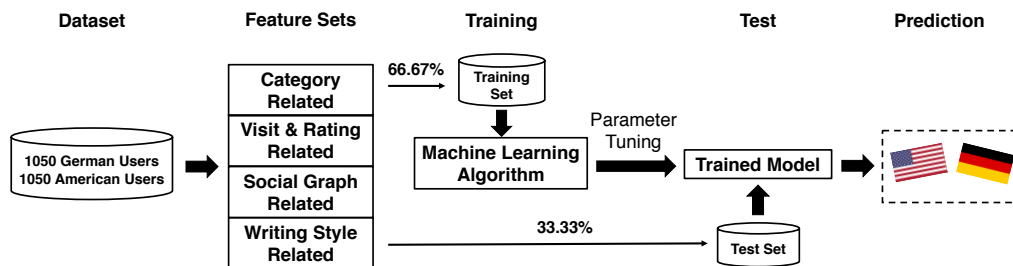 Dataset
Feature Sets
Training
Test
Prediction
1050 German Users
1050 American Users
Category
Related
Visit & Rating
Related
Social Graph
Related
Writing Style
Related
66.67%
Training
Set
Machine Learning
Algorithm
Parameter
Tuning
Trained Model
33.33%
Test Set